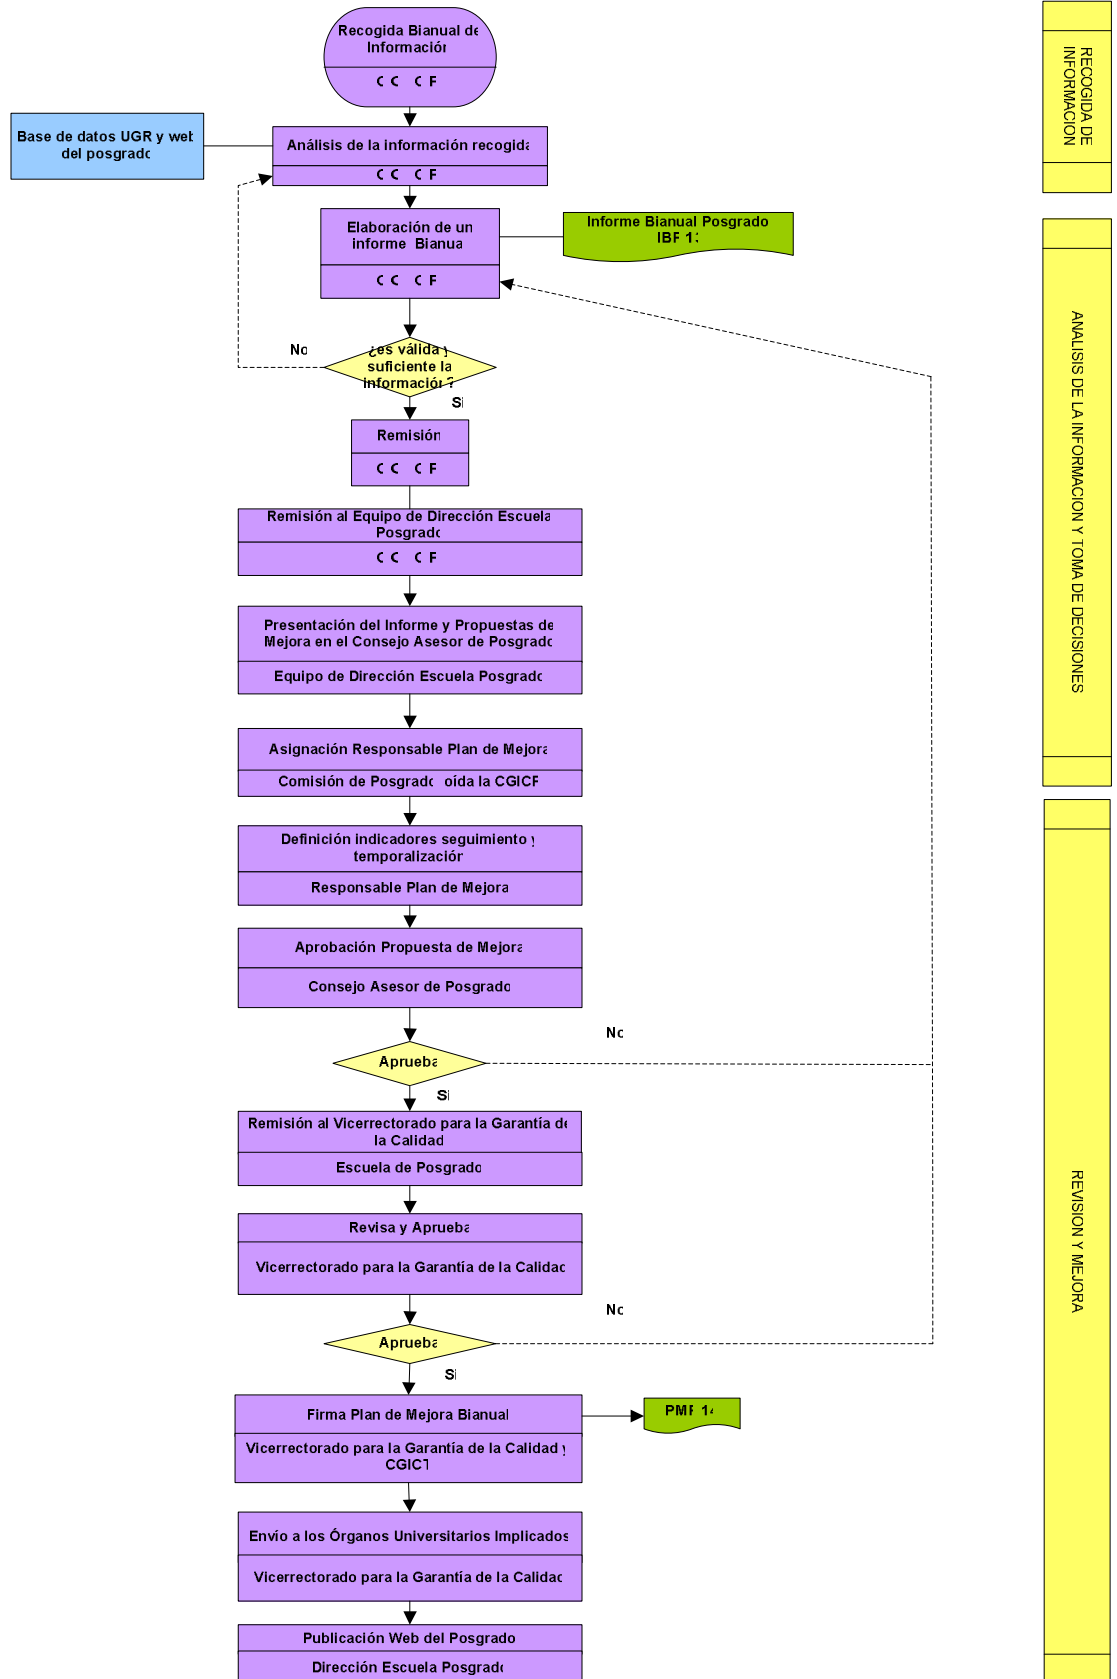 Recogida Bianual de
Información
Análisis de la información recogida
Base de datos UGR y web
del posgrado
Elaboración de un
informe Bianual
Informe Bianual Posgrado
No
¿es válida y
suficiente la
información?
Si
Remisión
Remisión al Equipo de Dirección Escuela
Posgrado
Presentación del Informe y Propuestas de
Mejora en el Consejo Asesor de Posgrado
Equipo de Dirección Escuela Posgrado
Asignación Responsable Plan de Mejora
Comisión de Posgrado oída la
Definición indicadores seguimiento y
temporalización
Responsable Plan de Mejora
Aprobación Propuesta de Mejora
Consejo Asesor de Posgrado
Aprueba
No
Si
Remisión al Vicerrectorado para la Garantía de
la Calidad
Escuela de Posgrado
Revisa y Aprueba
Vicerrectorado para la Garantía de la Calidad
Aprueba
No
Si
Firma Plan de Mejora Bianual
Vicerrectorado para la Garantía de la Calidad y
CGICT
Envío a los Órganos Universitarios Implicados
Vicerrectorado para la Garantía de la Calidad
Publicación Web del Posgrado
Dirección Escuela Posgrado
RECOGIDA DE
INFORMACION
ANALISIS DE LA INFORMACION Y TOMA DE DECISIONES
REVISION Y MEJORA